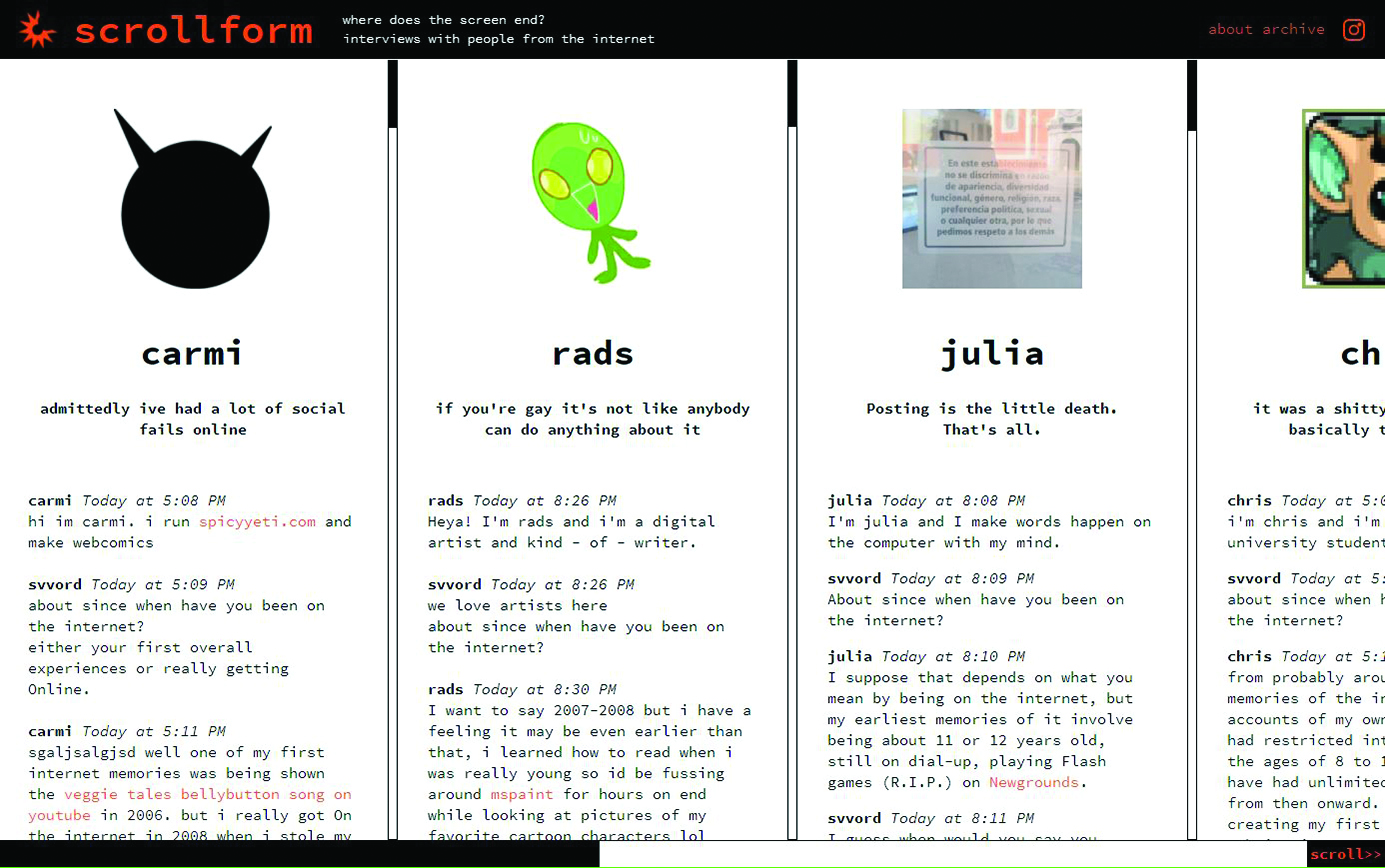 scrollform
where does the screen end?
interviews with people from the internet
about archive
carmi
admittedly ive had a lot of social
fails online
carmi Today at 5:08 PM
hi im carmi. i run spicyyeti.com and
make webcomics
svvord Today at 5:09 PM
about since when have you been on
the internet?
either your first overall
experiences or really getting
Online.
carmi Today at 5:11 PM
sgaljsalgjsd well one of my first
internet memories was being shown
the veggie tales bellybutton song on
youtube in 2006. but i really got On
the internet in 2008 when i stole my
rads
if you're gay it's not like anybody
can do anything about it
rads Today at 8:26 PM
Heya! I'm rads and i'm a digital
artist and kind - of - writer.
svvord Today at 8:26 PM
we love artists here
about since when have you been on
the internet?
rads Today at 8:30 PM
I want to say 2007-2008 but i have a
feeling it may be even earlier than
that, i learned how to read when i
was really young so id be fussing
around mspaint for hours on end
while looking at pictures of my
favorite cartoon characters lol
En este establecimiento
no se discrimina en razón
de apariencia, diversidad
funcional, género, religión, raza,
preferencia política, sexual
o cualquier otra, por lo que
pedimos respeto a los demás
julia
Posting is the little death.
That's all.
julia Today at 8:08 PM
I'm julia and I make words happen on
the computer with my mind.
svvord Today at 8:09 PM
About since when have you been on
the internet?
julia Today at 8:10 PM
I suppose that depends on what you
mean by being on the internet, but
my earliest memories of it involve
being about 11 or 12 years old,
still on dial-up, playing Flash
games (R.I.P.) on Newgrounds.
svvord Today at 8:11 PM
I guess when would you say you
ch
it was a shitty
basically t
chris Today at 5:0
i'm chris and i'm
university student
svvord Today at 5:
about since when h
the internet?
chris Today at 5:1
from probably arou
memories of the in
accounts of my own
had restricted int
the ages of 8 to 1
have had unlimited
from then onward.
creating my first
scroll>>